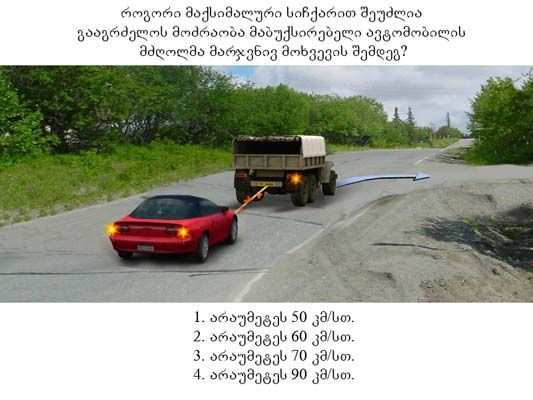 როგორი მაქსიმალური სიჩქარით შეუძლია
გააგრძელოს მოძრაობა მაბუქსირებელი ავტომობილის
მძღოლმა მარჯვნივ მოხვევის შემდეგ?
1. არაუმეტეს 50 კმ/სთ.
2. არაუმეტეს 60 კმ/სთ.
3. არაუმეტეს 70 კმ/სთ.
4. არაუმეტეს 90 კმ/სთ.